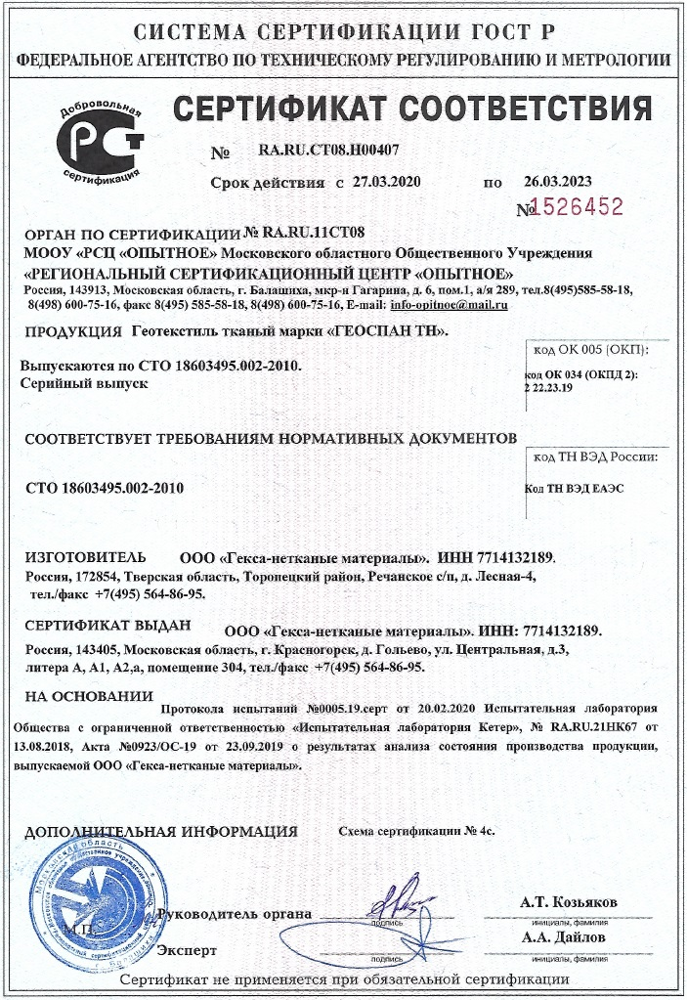 СИСТЕМА СЕРТИФИКАЦИИ ГОСТ Р
ФЕДЕРАЛЬНОЕ АГЕНТСТВО ПО ТЕХНИЧЕСКОМУ РЕГУЛИРОВАНИЮ И МЕТРОЛОГИИ
Добровольная
РСТ
сертификация
СЕРТИФИКАТ СООТВЕТСТВИЯ
№ RA.RU.СТ08.Н00407
Срок действия с 27.03.2020 по 26.03.2023
№1526452
ОРГАН ПО СЕРТИФИКАЦИИ № RA.RU.11СТ08
МООУ «РСЦ «ОПЫТНОЕ» Московского областного Общественного Учреждения
«РЕГИОНАЛЬНЫЙ СЕРТИФИКАЦИОННЫЙ ЦЕНТР «ОПЫТНОЕ»
Россия, 143913, Московская область, г. Балашиха, мкр-н Гагарина, д. 6, пом.1, а/я 289, тел.8(495)585-58-18,
8(498) 600-75-16, факс 8(495) 585-58-18, 8(498) 600-75-16, E-mail: info-opitnoe@mail.ru
ПРОДУКЦИЯ Геотекстиль тканый марки «ГЕОСПАН ТН».
код ОК 005 (ОКП):
Выпускаются по СТО 18603495.002-2010.
код ОК 034 (ОКПД 2):
Серийный выпуск
2 22.23.19
СООТВЕТСТВУЕТ ТРЕБОВАНИЯМ НОРМАТИВНЫХ ДОКУМЕНТОВ
код ТН ВЭД России:
СТО 18603495.002-2010
Код ТН ВЭД ЕАЭС
ИЗГОТОВИТЕЛЬ ООО «Гекса-нетканые материалы». ИНН 7714132189.
Россия, 172854, Тверская область, Торопецкий район, Речанское с/п, д. Лесная-4,
тел./факс +7(495) 564-86-95.
СЕРТИФИКАТ ВЫДАН ООО «Гекса-нетканые материалы». ИНН: 7714132189.
Россия, 143405, Московская область, г. Красногорск, д. Гольево, ул. Центральная, д.3,
литера А, А1, А2,а, помещение 304, тел./факс +7(495) 564-86-95.
НА ОСНОВАНИИ
Протокола испытаний №0005.19.серт от 20.02.2020 Испытательная лаборатория
Общества с ограниченной ответственностью «Испытательная лаборатория Кетер», № RA.RU.21НК67 от
13.08.2018, Акта №0923/ОС-19 от 23.09.2019 о результатах анализа состояния производства продукции,
выпускаемой ООО «Гекса-нетканые материалы».
ДОПОЛНИТЕЛЬНАЯ ИНФОРМАЦИЯ Схема сертификации № 4с.
Московская область
г. Балашиха
М.П.
Руководитель органа
подпись
А.Т. Козьяков
инициалы, фамилия
Эксперт
подпись
А.А. Дайлов
инициалы, фамилия
Сертификат не применяется при обязательной сертификации